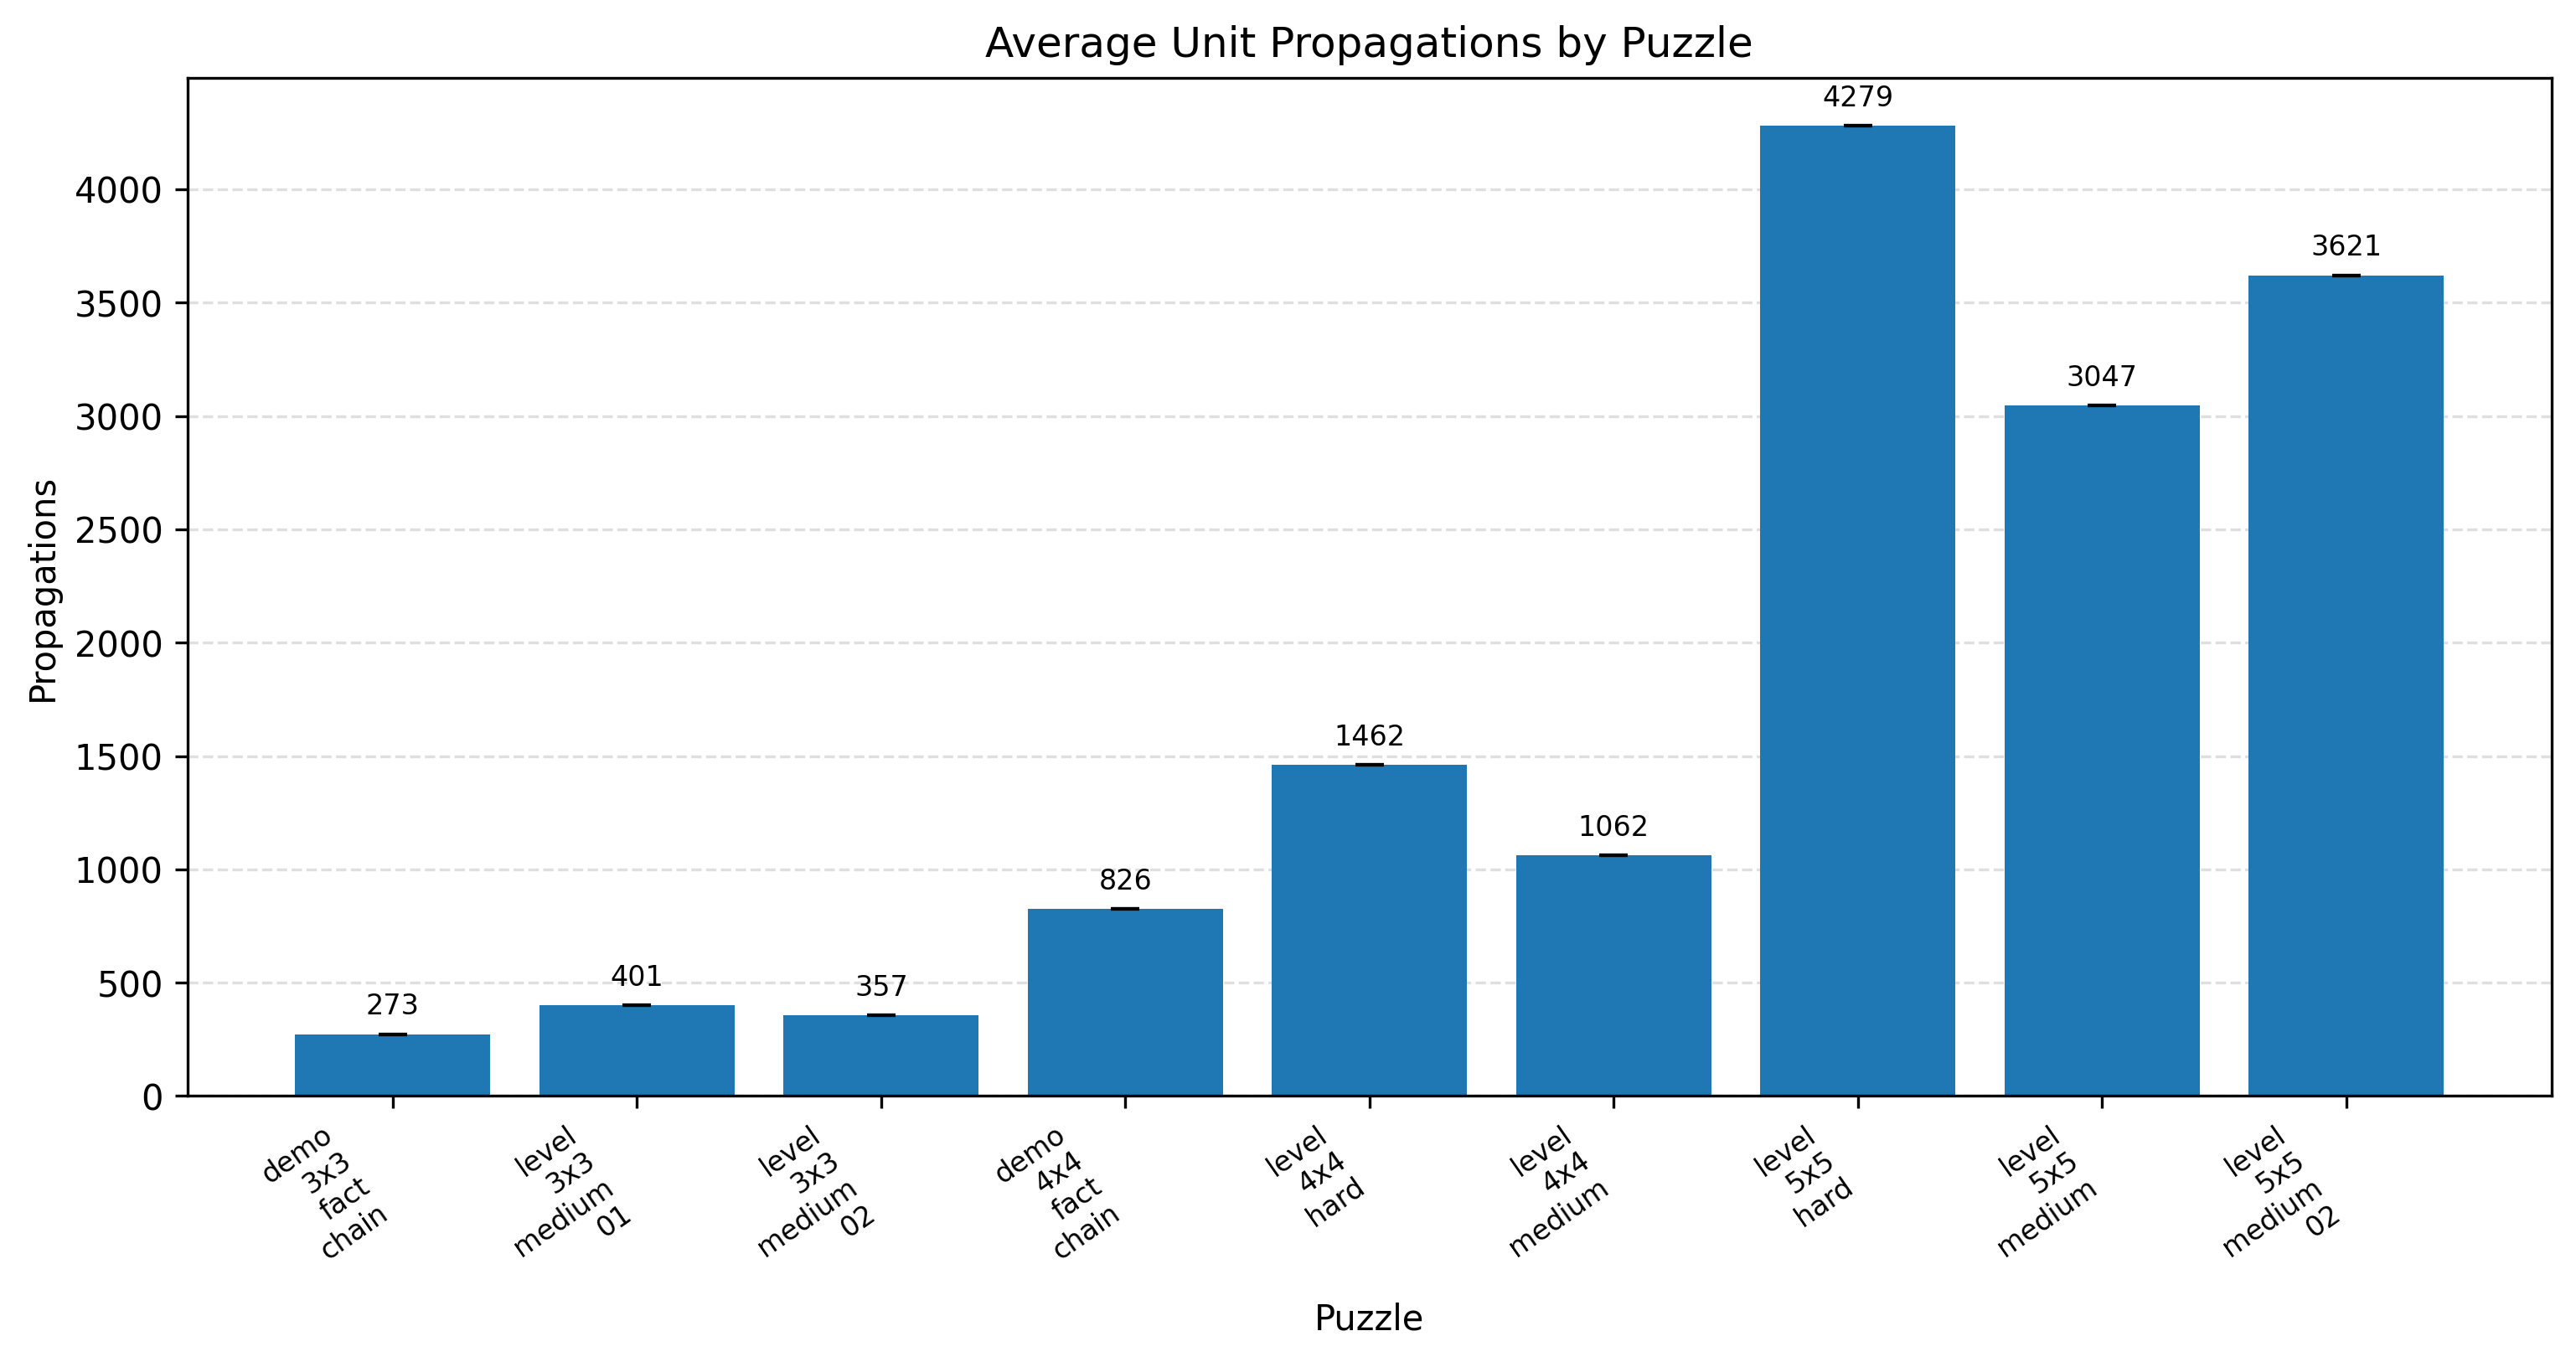 Average Unit Propagations by Puzzle
Propagations
4000
3500
3000
2500
2000
1500
1000
500
0
273
401
357
826
1462
1062
4279
3047
3621
demo
3x3
fact
chain
level
3x3
medium
01
level
3x3
medium
02
demo
4x4
fact
chain
level
4x4
hard
level
4x4
medium
level
5x5
hard
level
5x5
medium
level
5x5
medium
02
Puzzle